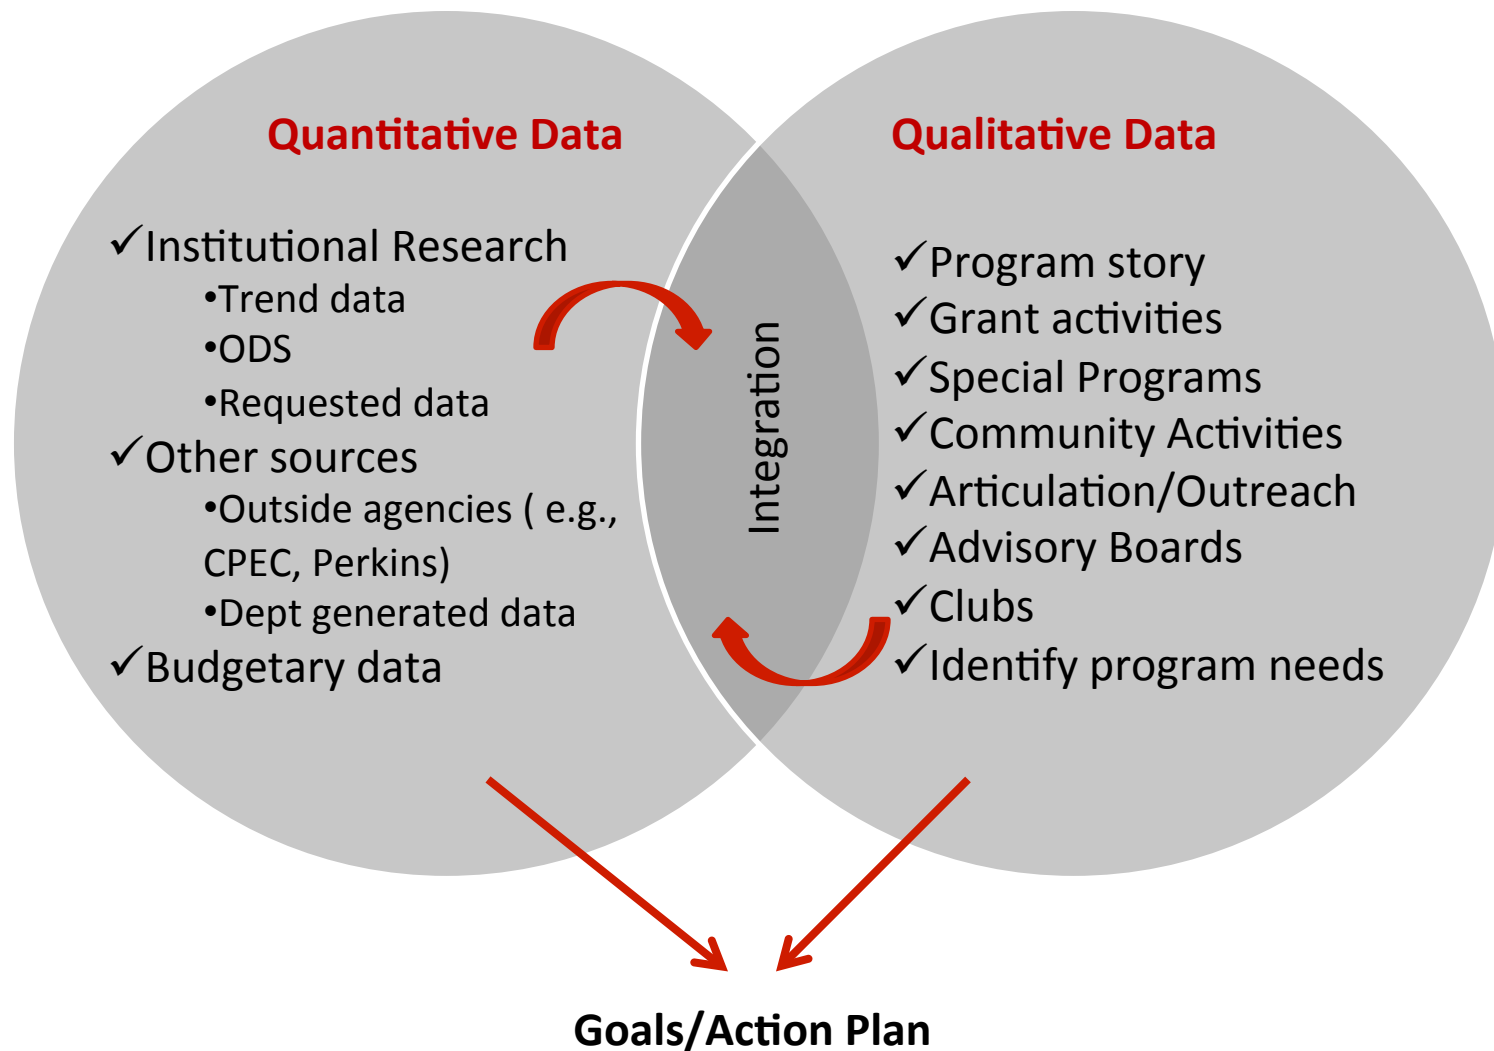 Quantitative Data
✓Institutional Research
•Trend data
•ODS
•Requested data
✓Other sources
•Outside agencies ( e.g.,
CPEC, Perkins)
•Dept generated data
✓Budgetary data
Integration
Qualitative Data
✓Program story
✓Grant activities
✓Special Programs
✓Community Activities
✓Articulation/Outreach
✓Advisory Boards
✓Clubs
✓Identify program needs
Goals/Action Plan